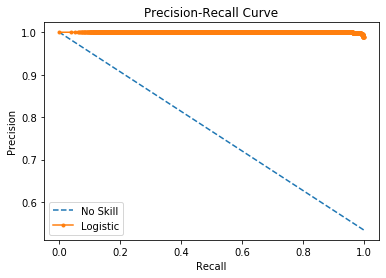 Precision-Recall Curve
1.0
0.9
0.8
0.7
0.6
Precision
No Skill
Logistic
0.0 0.2 0.4 0.6 0.8 1.0
Recall